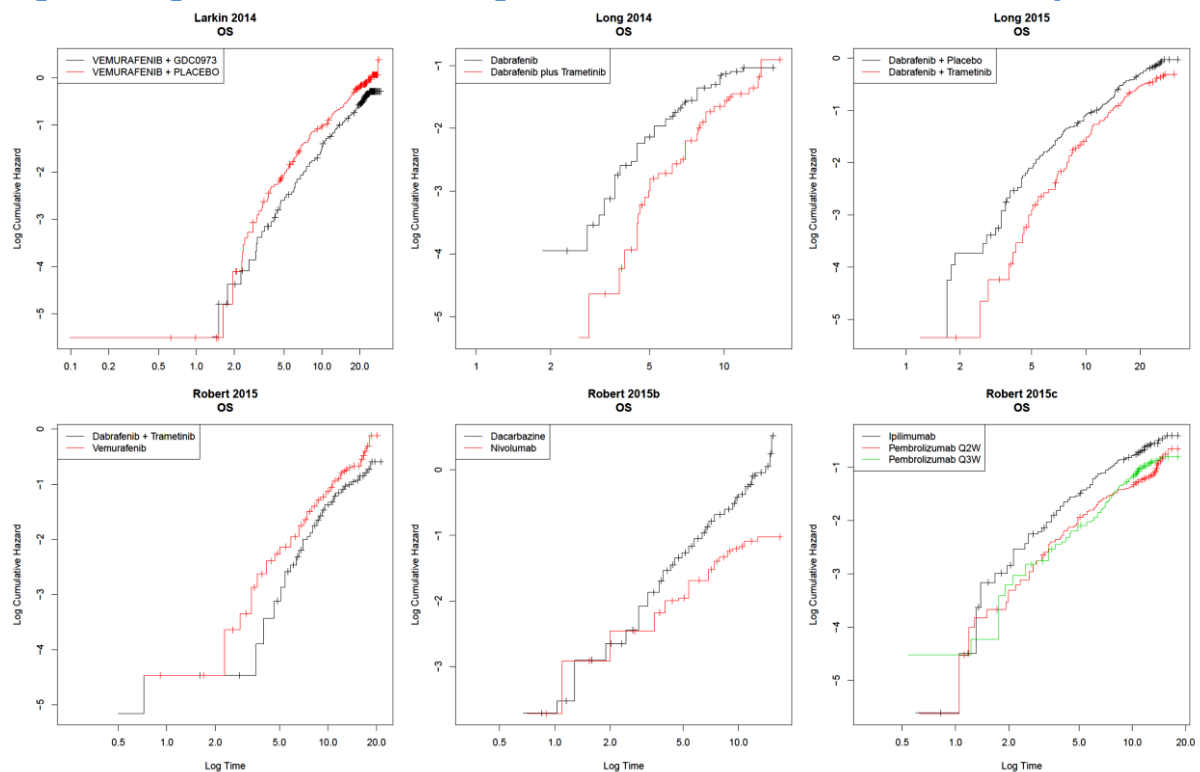 Larkin 2014
OS
VEMURAFENIB + GDC0973
VEMURAFENIB + PLACEBO
Log Cumulative Hazard
0
-1
-2
-3
-4
-5
0.1 0.2 0.5 1.0 2.0 5.0 10.0 20.0
Long 2014
OS
Dabrafenib
Dabrafenib plus Trametinib
Log Cumulative Hazard
-1
-2
-3
-4
-5
1 2 5 10
Long 2015
OS
Dabrafenib + Placebo
Dabrafenib + Trametinib
Log Cumulative Hazard
0
-1
-2
-3
-4
-5
1 2 5 10 20
Robert 2015
OS
Dabrafenib + Trametinib
Vemurafenib
Log Cumulative Hazard
0
-1
-2
-3
-4
-5
0.5 1.0 2.0 5.0 10.0 20.0
Log Time
Robert 2015b
OS
Dacarbazine
Nivolumab
Log Cumulative Hazard
0
-1
-2
-3
0.5 1.0 2.0 5.0 10.0
Log Time
Robert 2015c
OS
Ipilimumab
Pembrolizumab Q2W
Pembrolizumab Q3W
Log Cumulative Hazard
-1
-2
-3
-4
-5
0.5 1.0 2.0 5.0 10.0 20.0
Log Time